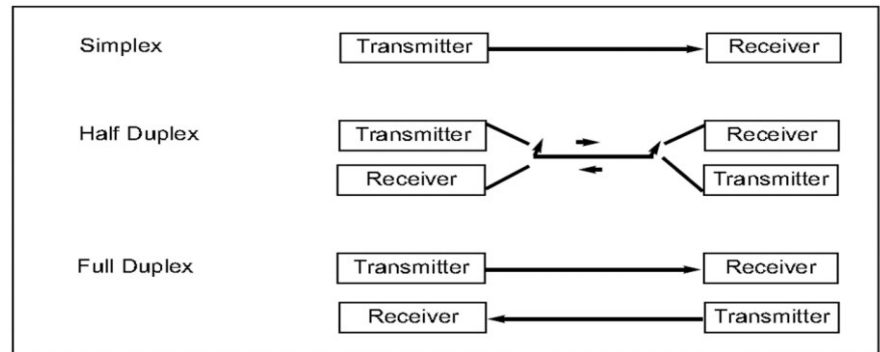 Simplex Transmitter Receiver
Half Duplex Transmitter Receiver
Receiver Transmitter
Full Duplex Transmitter Receiver
Receiver Transmitter